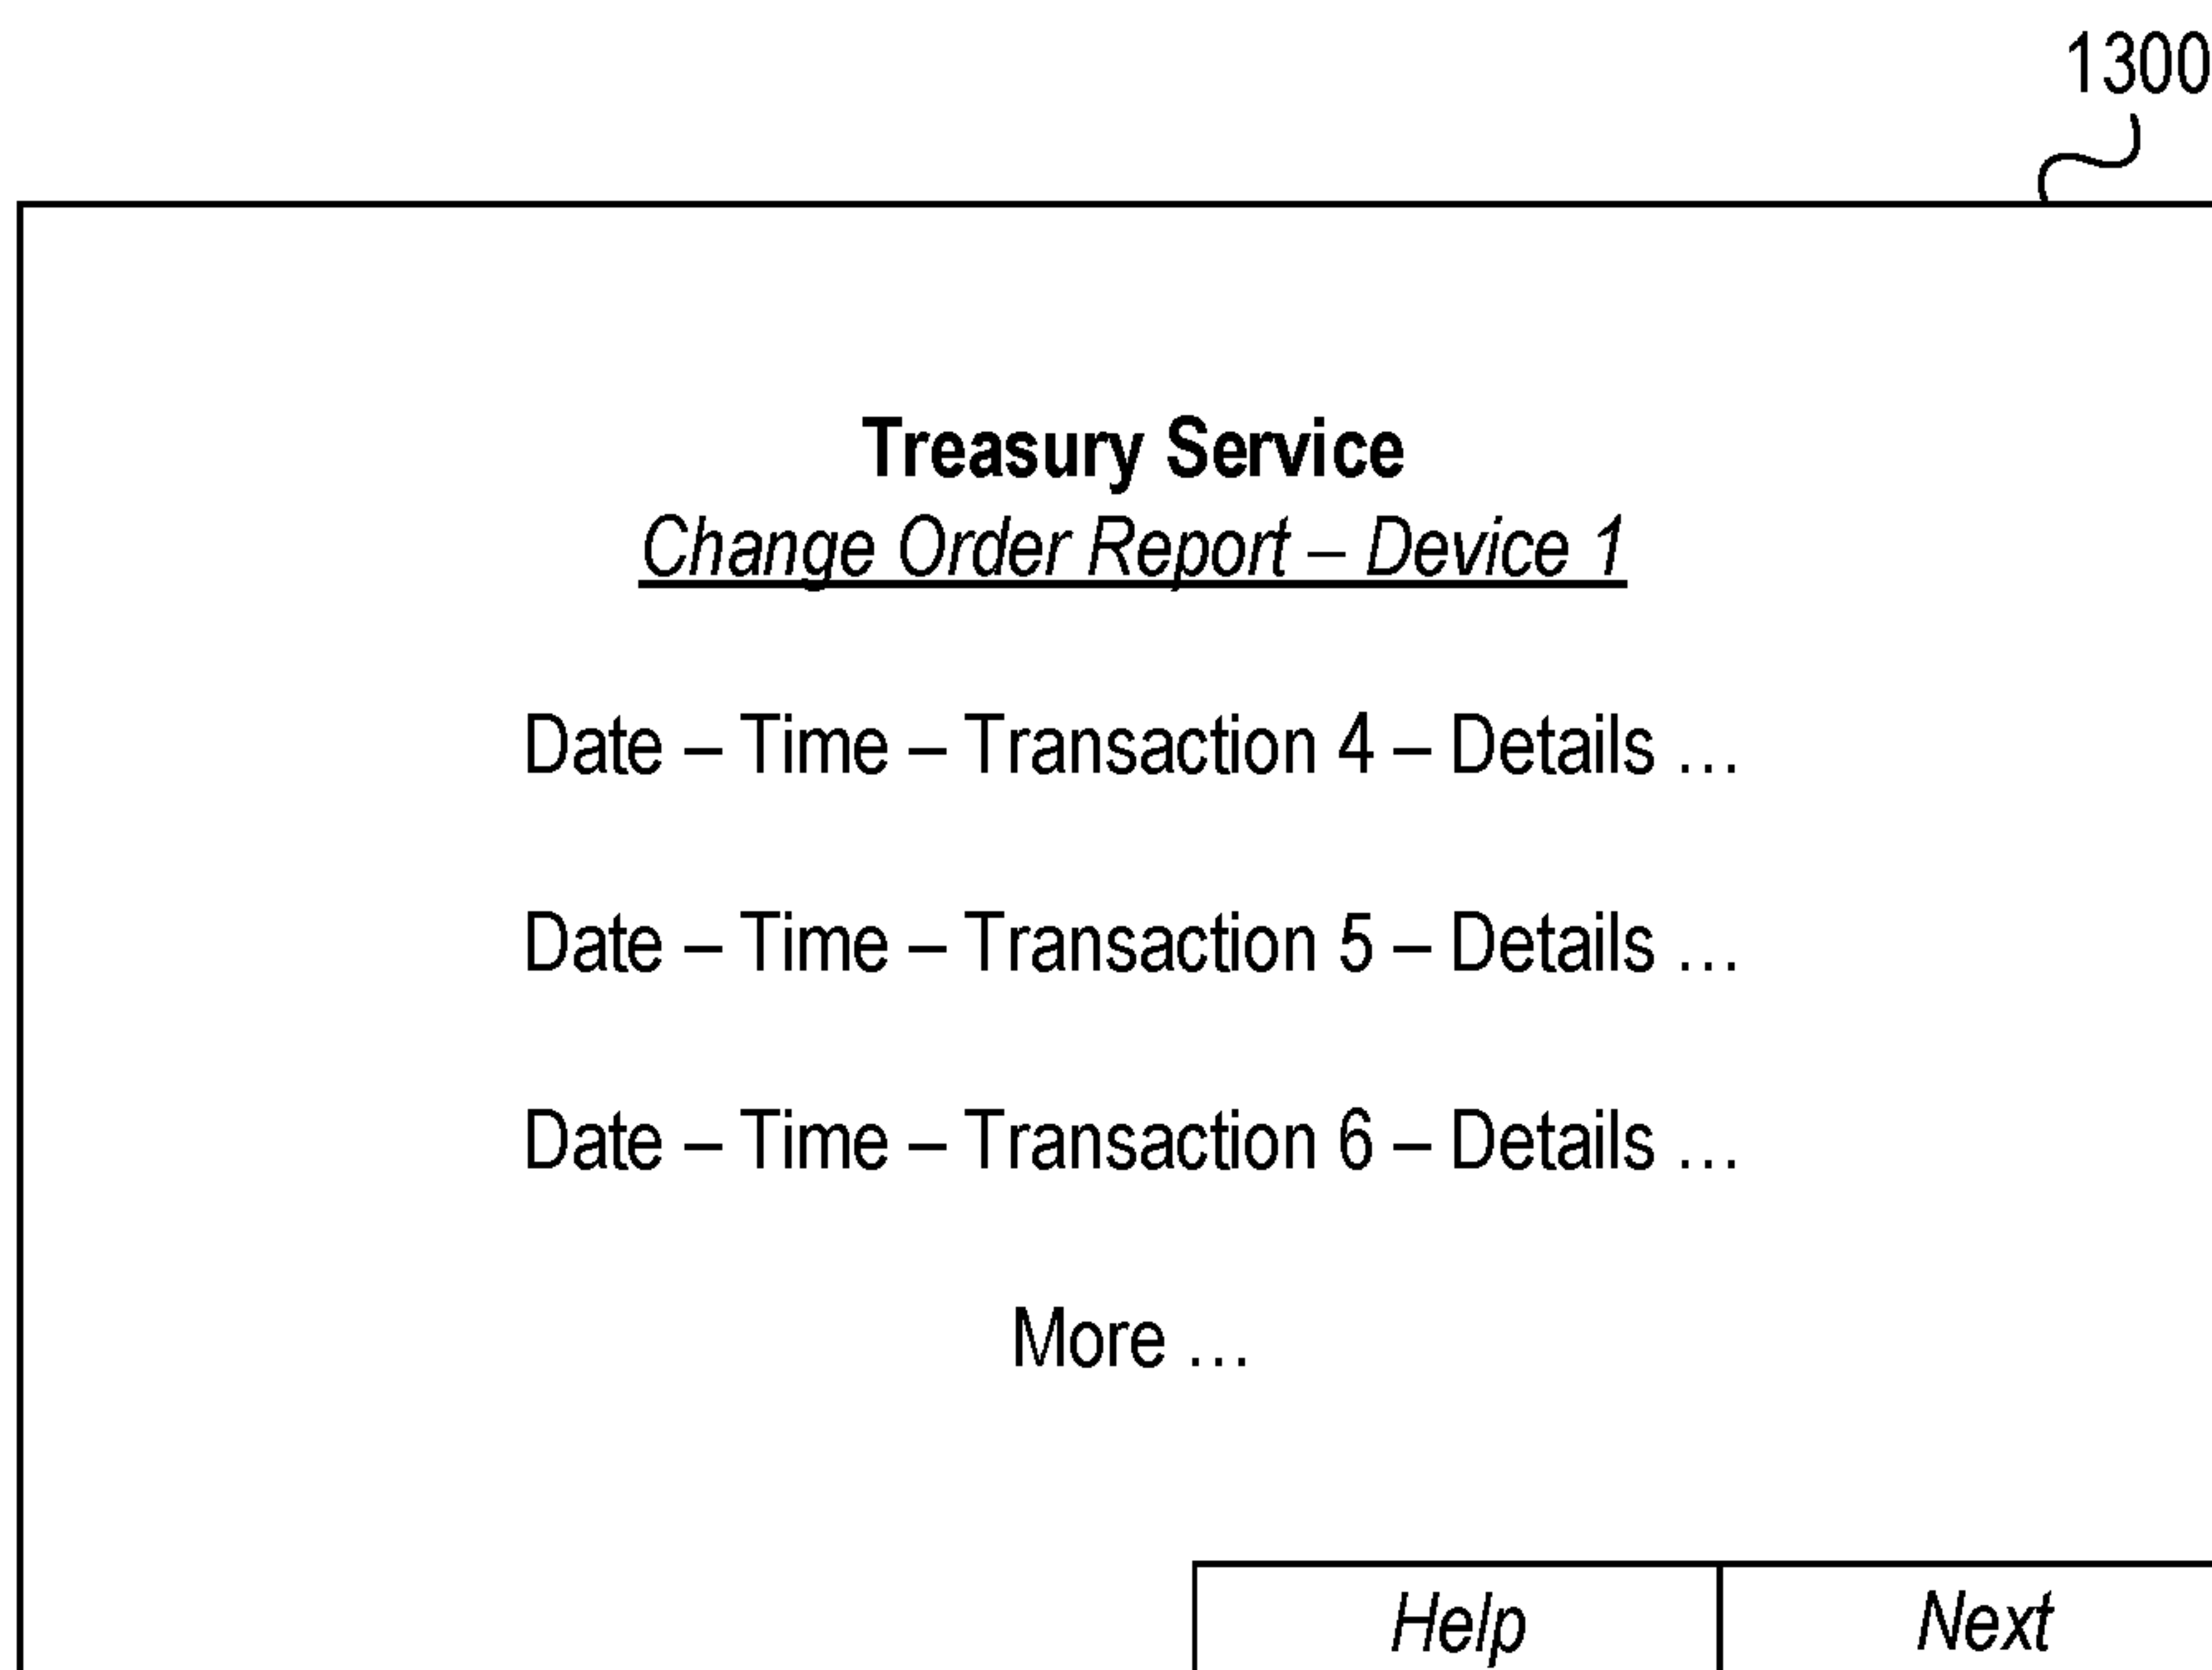 1300
Treasury Service
Change Order Report – Device 1
Date – Time – Transaction 4 – Details …
Date – Time – Transaction 5 – Details …
Date – Time – Transaction 6 – Details …
More …
Help Next